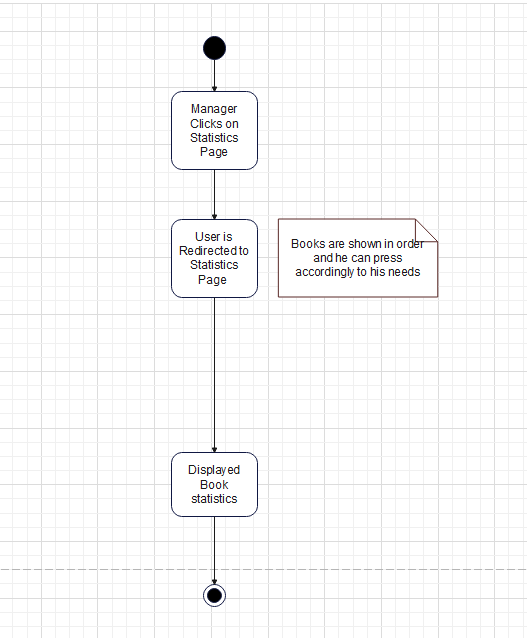 Manager
Clicks on
Statistics
Page
User is
Redirected to
Statistics
Page
Books are shown in order
and he can press
accordingly to his needs
Displayed
Book
statistics